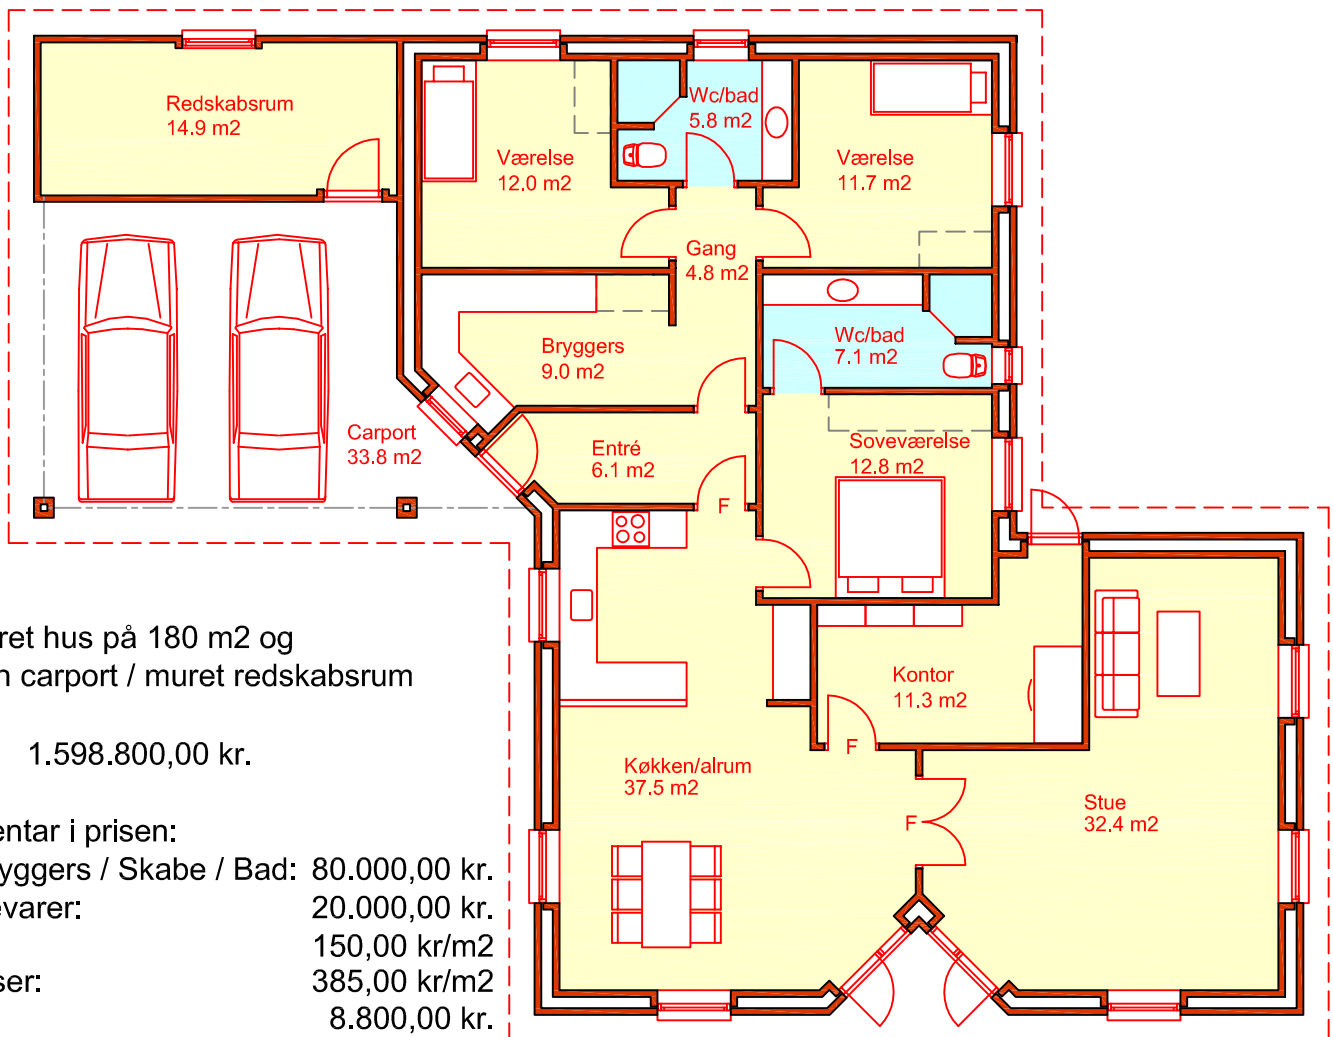 Redskabsrum
14.9 m2
Værelse
12.0 m2
Wc/bad
5.8 m2
Værelse
11.7 m2
Gang
4.8 m2
Bryggers
9.0 m2
Wc/bad
7.1 m2
Carport
33.8 m2
Entré
6.1 m2
Soveværelse
12.8 m2
F
Kontor
11.3 m2
F
Køkken/alrum
37.5 m2
F
Stue
32.4 m2
ret hus på 180 m2 og
carport / muret redskabsrum
1.598.800,00 kr.
entar i prisen:
yggers / Skabe / Bad: 80.000,00 kr.
evarer: 20.000,00 kr.
150,00 kr/m2
ser: 385,00 kr/m2
8.800,00 kr.